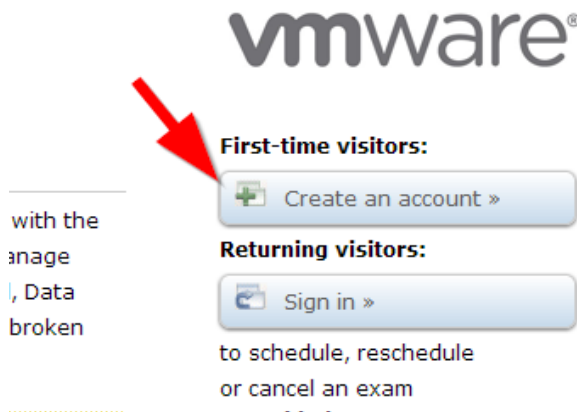 vmware®
First-time visitors:
Create an account »
with the
anage
Returning visitors:
, Data
Sign in »
broken
to schedule, reschedule
or cancel an exam